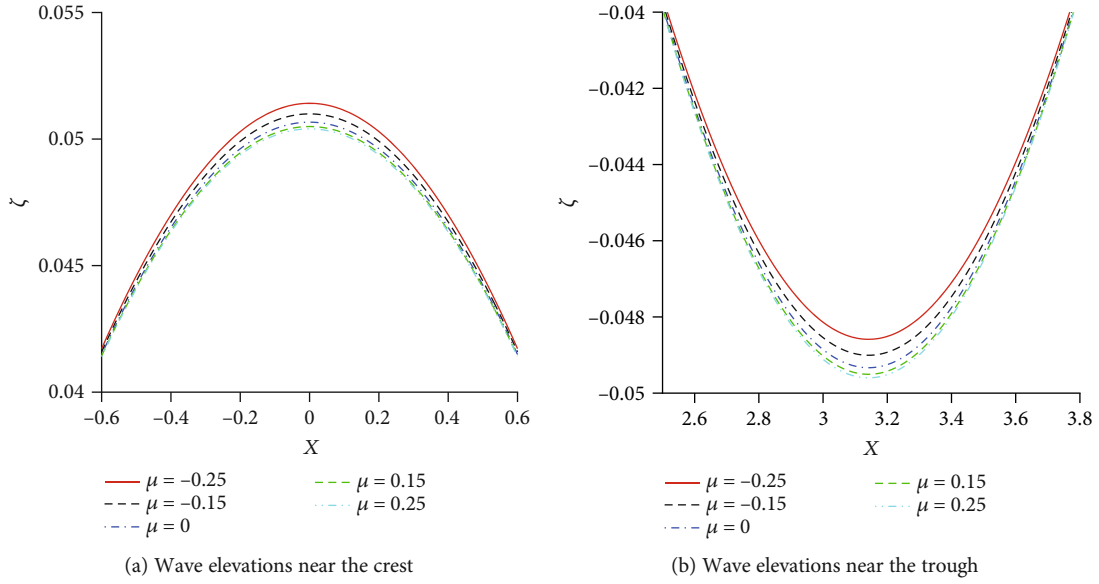 0.055
0.05
0.045
0.04
ζ
−0.6
−0.4
−0.2
0
0.2
0.4
0.6
X
μ = −0.25
μ = −0.15
μ = 0
μ = 0.15
μ = 0.25
(a) Wave elevations near the crest
−0.04
−0.042
−0.044
−0.046
−0.048
−0.05
ζ
2.6
2.8
3
3.2
3.4
3.6
3.8
X
μ = −0.25
μ = −0.15
μ = 0
μ = 0.15
μ = 0.25
(b) Wave elevations near the trough